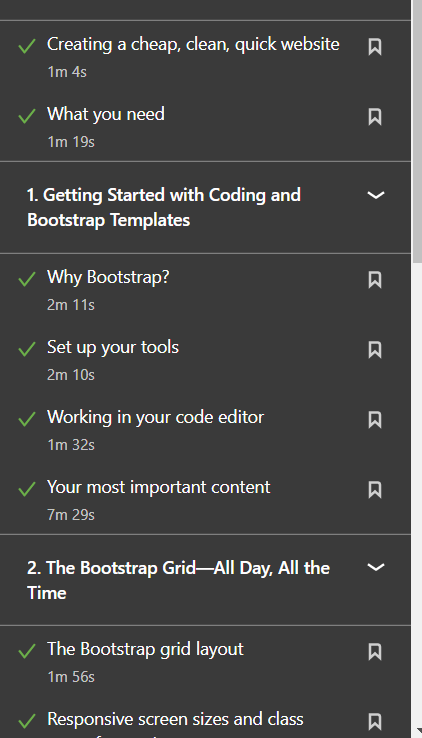 Creating a cheap, clean, quick website
1m 4s
What you need
1m 19s
1. Getting Started with Coding and
Bootstrap Templates
Why Bootstrap?
2m 11s
Set up your tools
2m 10s
Working in your code editor
1m 32s
Your most important content
7m 29s
2. The Bootstrap Grid—All Day, All the
Time
The Bootstrap grid layout
1m 56s
Responsive screen sizes and class